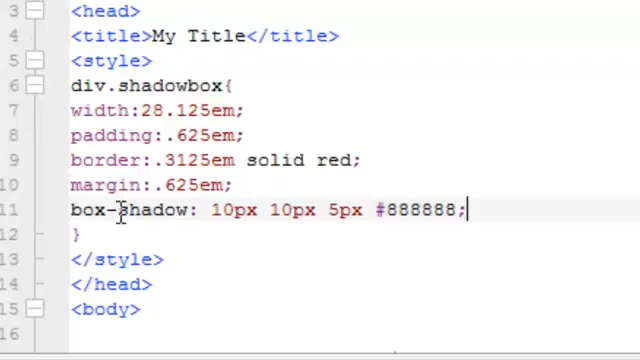 3 <head>
4 <title>My Title</title>
5 <style>
6 div.shadowbox{
7 width:28.125em;
8 padding:.625em;
9 border:.3125em solid red;
10 margin:.625em;
11 box-shadow: 10px 10px 5px #888888;
12 }
13 </style>
14 </head>
15 <body>
16